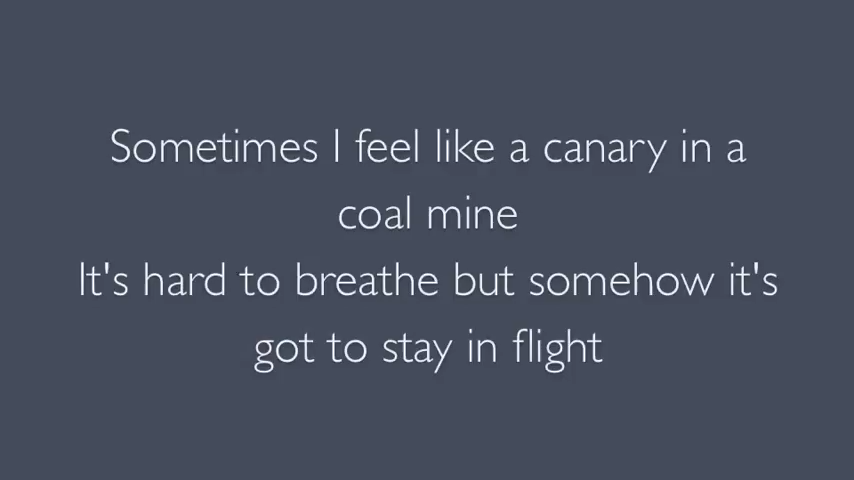 Sometimes I feel like a canary in a
coal mine
It's hard to breathe but somehow it's
got to stay in flight